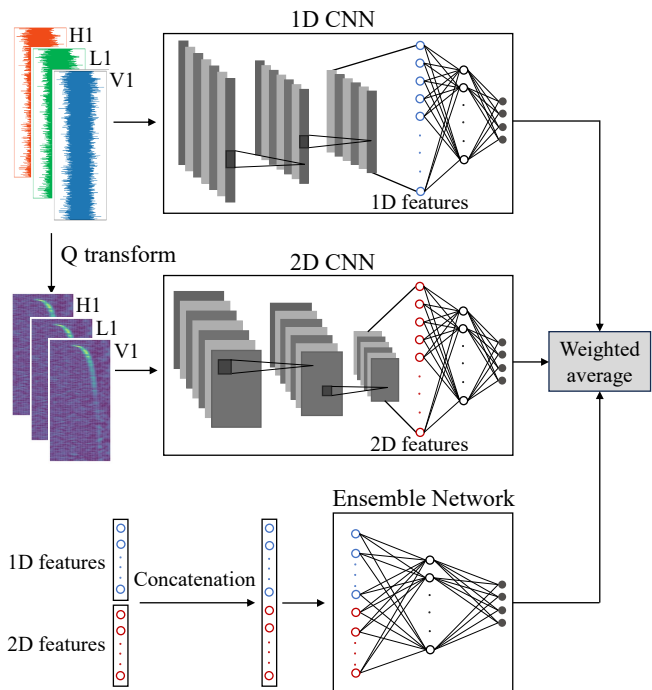 1D CNN
H1
L1
V1
1D features
Q transform
2D CNN
H1
L1
V1
2D features
Weighted
average
Ensemble Network
1D features
Concatenation
2D features